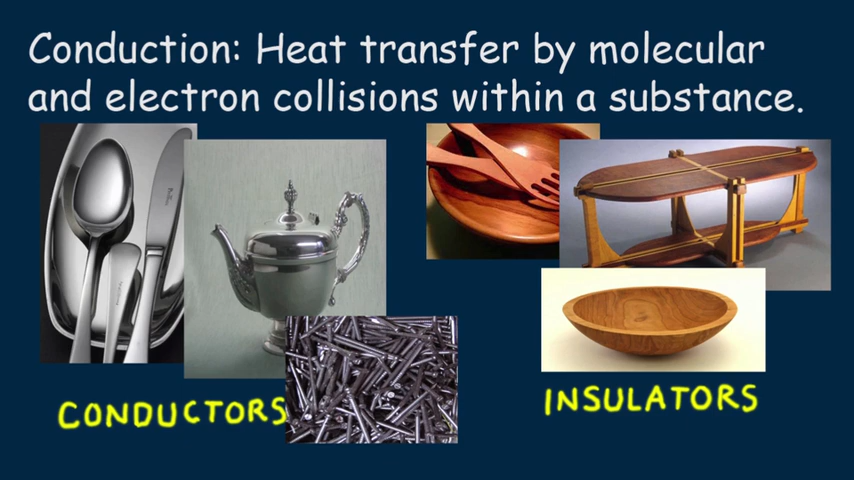 Conduction: Heat transfer by molecular
and electron collisions within a substance.
CONDUCTORS
INSULATORS